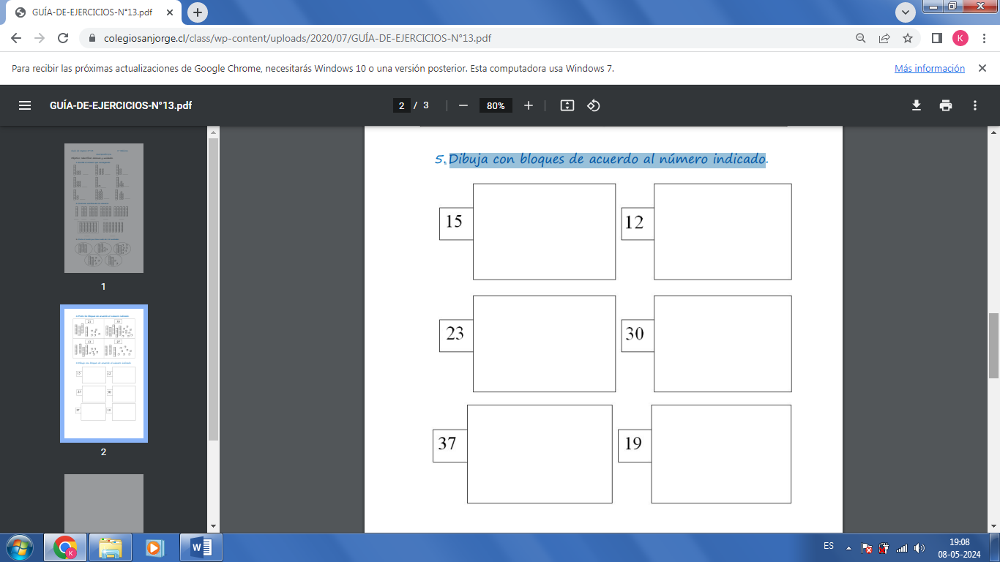 GUÍA-DE-EJERCICIOS-N°13.pdf
colegiosanjorge.cl/class/wp-content/uploads/2020/07/GUÍA-DE-EJERCICIOS-N°13.pdf
K
Para recibir las próximas actualizaciones de Google Chrome, necesitarás Windows 10 o una versión posterior. Esta computadora usa Windows 7.
Más información
GUÍA-DE-EJERCICIOS-N°13.pdf
2 / 3
80%
1
2
5. Dibuja con bloques de acuerdo al número indicado.
15
12
23
30
37
19
K
W
ES
19:08
08-05-2024